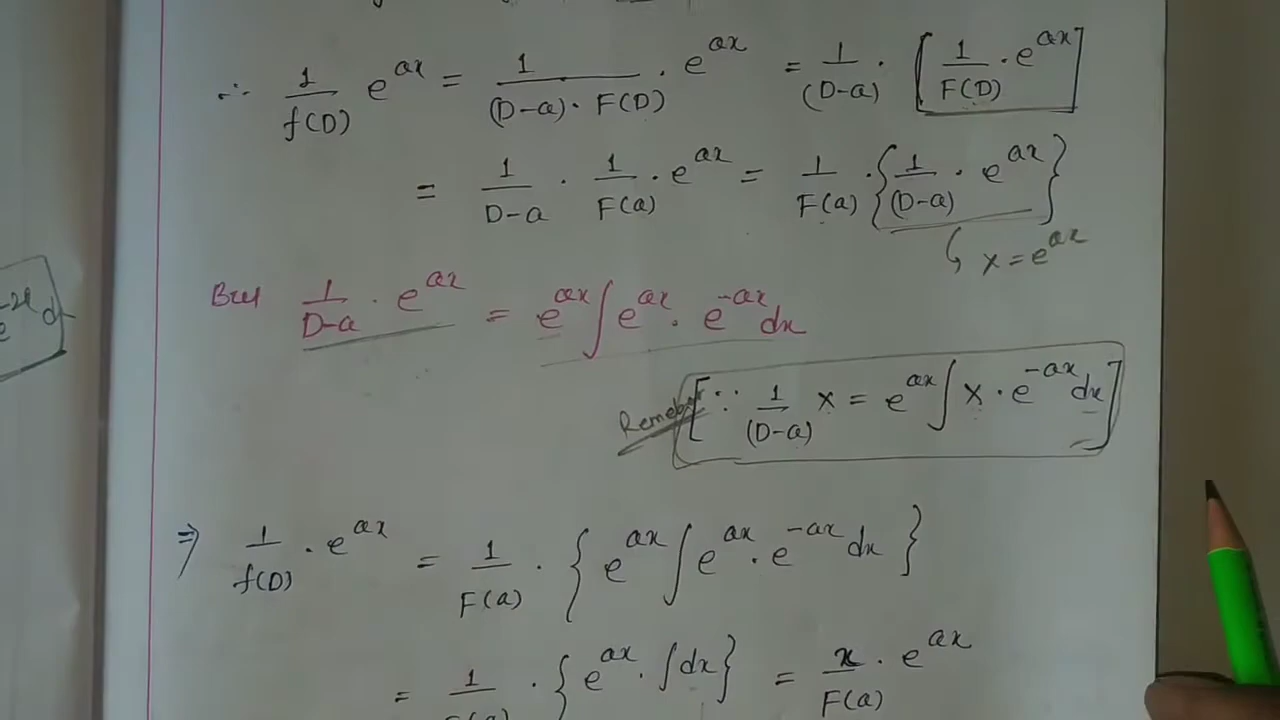 ∴ 1/f(D) e^{ax} = 1/((D-a)·F(D)) · e^{ax} = 1/(D-a) · [1/F(D) · e^{ax}]
= 1/(D-a) · 1/F(a) · e^{ax} = 1/F(a) · {1/(D-a) · e^{ax}}
↳ X = e^{ax}
But 1/(D-a) · e^{ax} = e^{ax} ∫ e^{ax} · e^{-ax} dx
[∵ 1/(D-a) X = e^{ax} ∫ X · e^{-ax} dx]
⇒ 1/f(D) · e^{ax} = 1/F(a) · {e^{ax} ∫ e^{ax} · e^{-ax} dx}
= 1/F(a) · {e^{ax} · ∫dx} = x/F(a) · e^{ax}